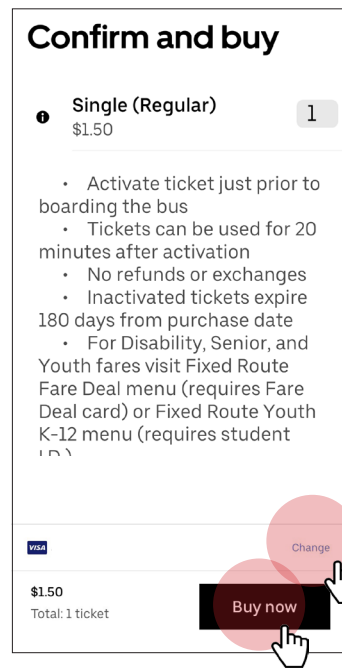 Confirm and buy
Single (Regular)
1
$1.50
• Activate ticket just prior to
boarding the bus
• Tickets can be used for 20
minutes after activation
• No refunds or exchanges
• Inactivated tickets expire
180 days from purchase date
• For Disability, Senior, and
Youth fares visit Fixed Route
Fare Deal menu (requires Fare
Deal card) or Fixed Route Youth
K-12 menu (requires student
VISA
Change
$1.50
Total: 1 ticket
Buy now